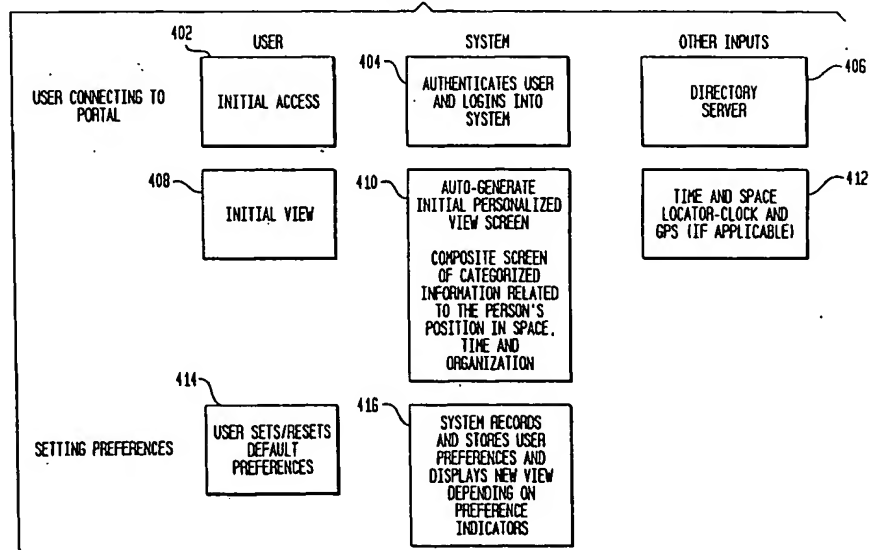 USER
SYSTEM
OTHER INPUTS
402
404
406
USER CONNECTING TO
PORTAL
INITIAL ACCESS
AUTHENTICATES USER
AND LOGINS INTO
SYSTEM
DIRECTORY
SERVER
408
410
412
INITIAL VIEW
AUTO-GENERATE
INITIAL PERSONALIZED
VIEW SCREEN
COMPOSITE SCREEN
OF CATEGORIZED
INFORMATION RELATED
TO THE PERSON'S
POSITION IN SPACE,
TIME AND
ORGANIZATION
TIME AND SPACE
LOCATOR-CLOCK AND
GPS (IF APPLICABLE)
414
416
SETTING PREFERENCES
USER SETS/RESETS
DEFAULT
PREFERENCES
SYSTEM RECORDS
AND STORES USER
PREFERENCES AND
DISPLAYS NEW VIEW
DEPENDING ON
PREFERENCE
INDICATORS